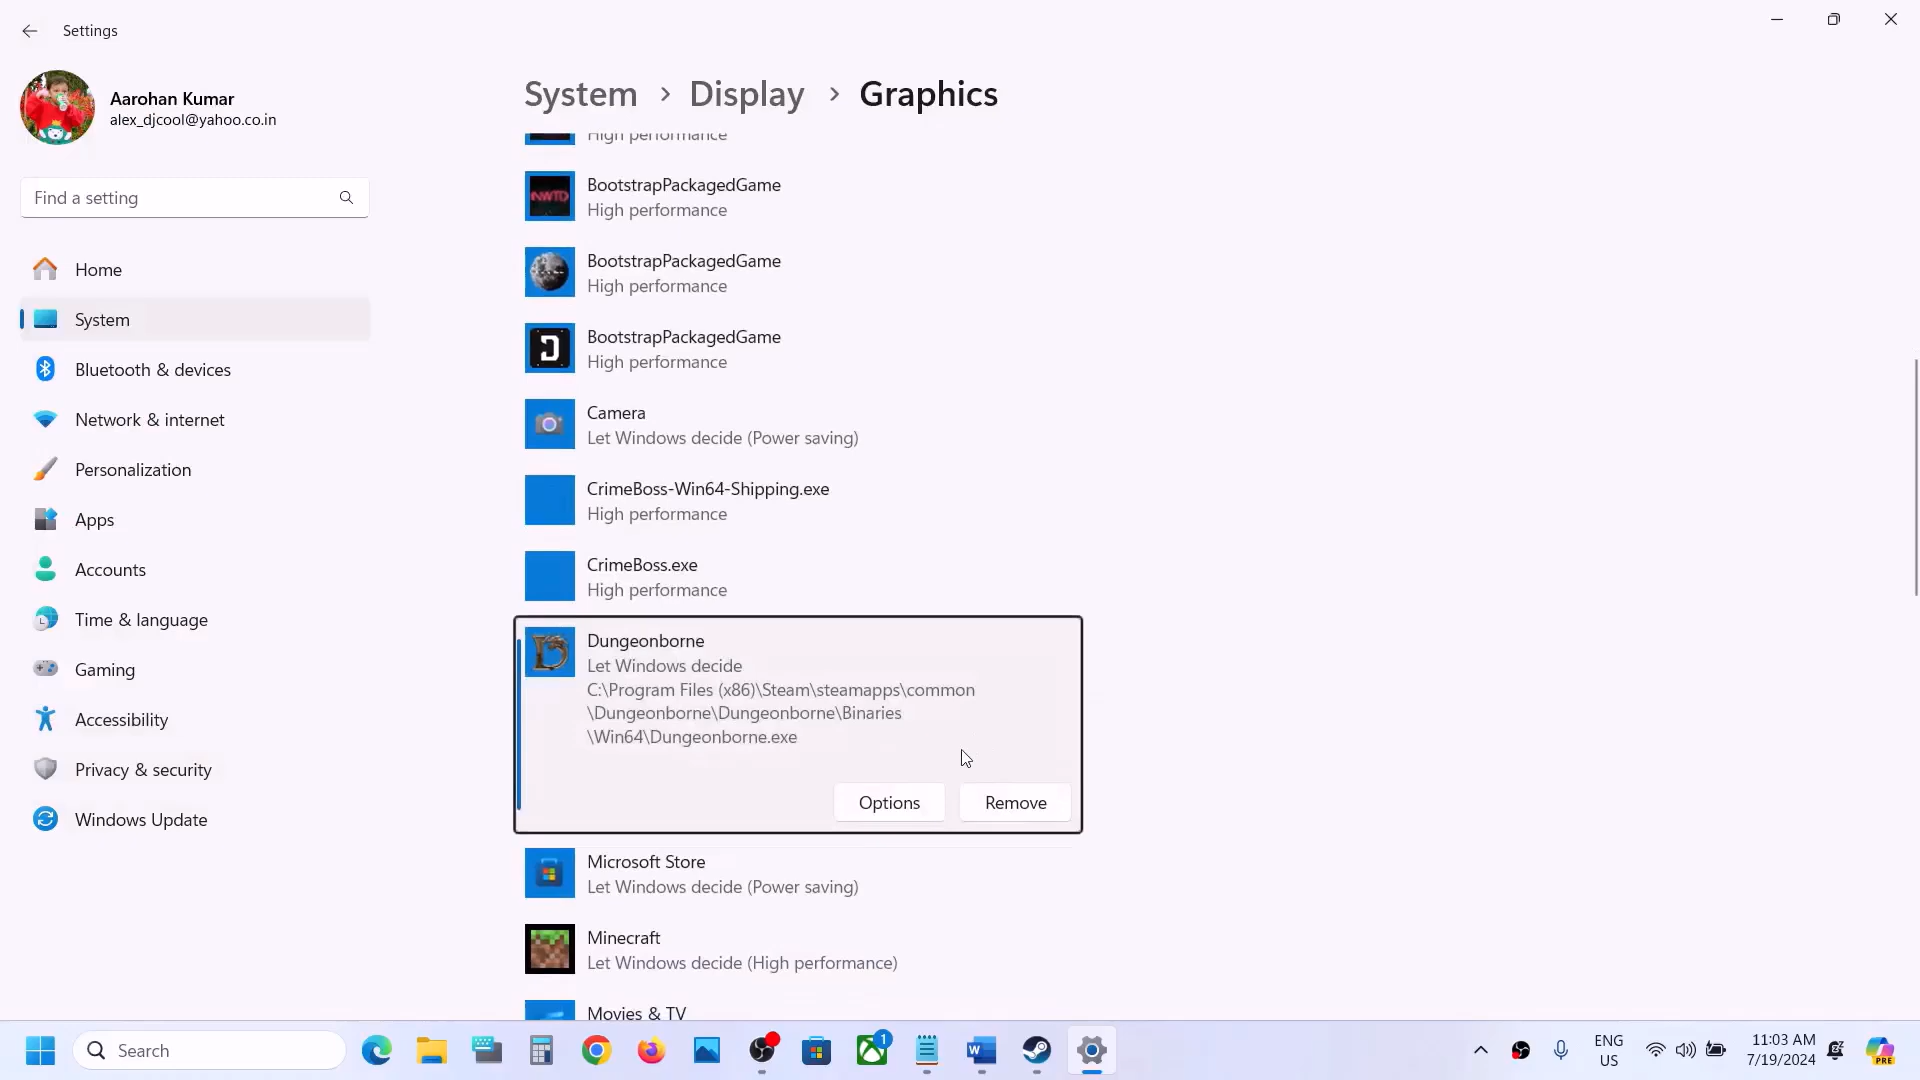 Settings
Aarohan Kumar
alex_djcool@yahoo.co.in
Find a setting
Home
System
Bluetooth & devices
Network & internet
Personalization
Apps
Accounts
Time & language
Gaming
Accessibility
Privacy & security
Windows Update
System › Display › Graphics
High performance
BootstrapPackagedGame
High performance
BootstrapPackagedGame
High performance
BootstrapPackagedGame
High performance
Camera
Let Windows decide (Power saving)
CrimeBoss-Win64-Shipping.exe
High performance
CrimeBoss.exe
High performance
Dungeonborne
Let Windows decide
C:\Program Files (x86)\Steam\steamapps\common
\Dungeonborne\Dungeonborne\Binaries
\Win64\Dungeonborne.exe
Options
Remove
Microsoft Store
Let Windows decide (Power saving)
Minecraft
Let Windows decide (High performance)
Movies & TV
Search
1
ENG
US
11:03 AM
7/19/2024
PRE